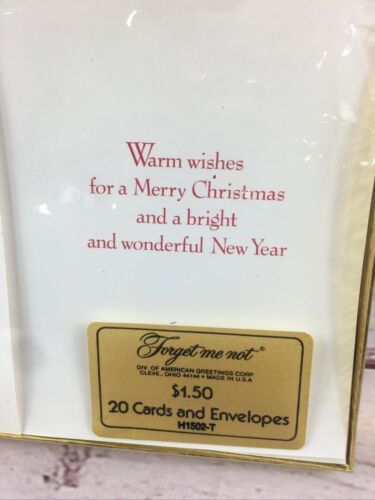 Warm wishes
for a Merry Christmas
and a bright
and wonderful New Year
Forget me not®
DIV. OF AMERICAN GREETINGS CORP
CLEVE., OHIO 44144 • MADE IN U.S.A
$1.50
20 Cards and Envelopes
H1502-T